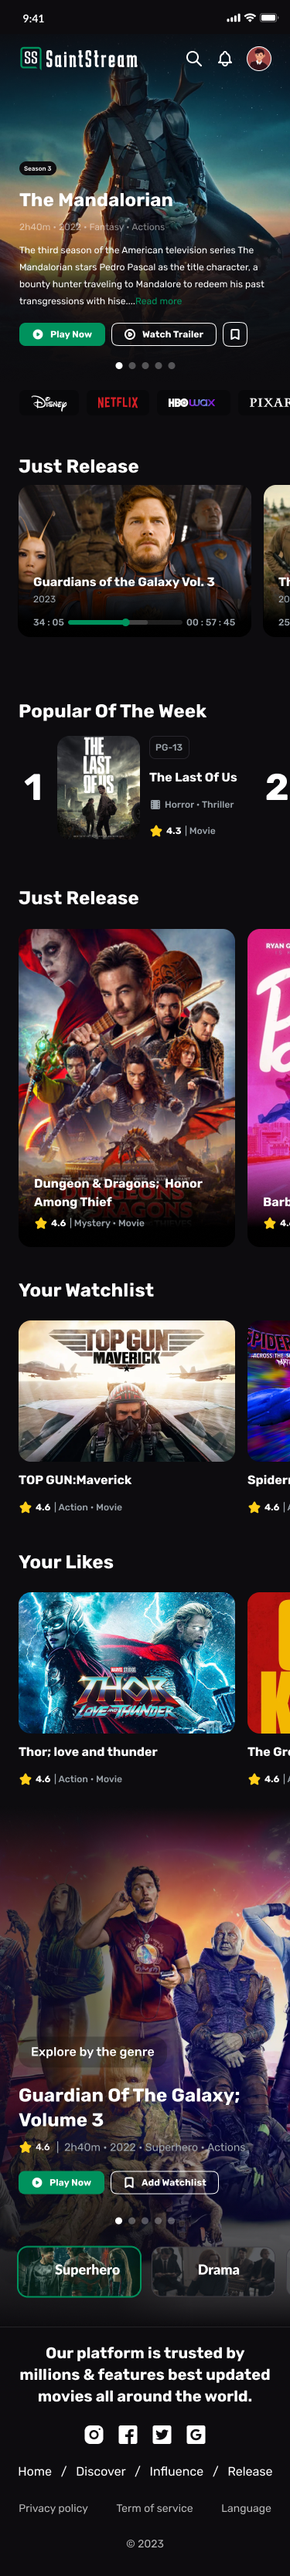 9:41
SS SaintStream
Season 3
The Mandalorian
2h40m • 2022 • Fantasy • Actions
The third season of the American television series The
Mandalorian stars Pedro Pascal as the title character, a
bounty hunter traveling to Mandalore to redeem his past
transgressions with hise....Read more
Play Now
Watch Trailer
Disney
NETFLIX
HBO
PIXAR
Just Release
Guardians of the Galaxy Vol. 3
2023
34 : 05
00 : 57 : 45
Th
20
25
Popular Of The Week
1
THE
LAST
OF US
PG-13
The Last Of Us
Horror • Thriller
4.3 | Movie
2
Just Release
Dungeon & Dragons; Honor
Among Thief
4.6 | Mystery • Movie
RYAN G
Barb
4.
Your Watchlist
TOP GUN
MAVERICK
TOP GUN:Maverick
4.6 | Action • Movie
SPIDER
ACROSS THE
Spider
4.6 | A
Your Likes
MARVEL STUDIOS
THOR
LOVE AND THUNDER
Thor; love and thunder
4.6 | Action • Movie
K
The Gr
4.6 | A
Explore by the genre
Guardian Of The Galaxy;
Volume 3
4.6 | 2h40m • 2022 • Superhero • Actions
Play Now
Add Watchlist
Superhero
Drama
Our platform is trusted by
millions & features best updated
movies all around the world.
Home / Discover / Influence / Release
Privacy policy
Term of service
Language
© 2023